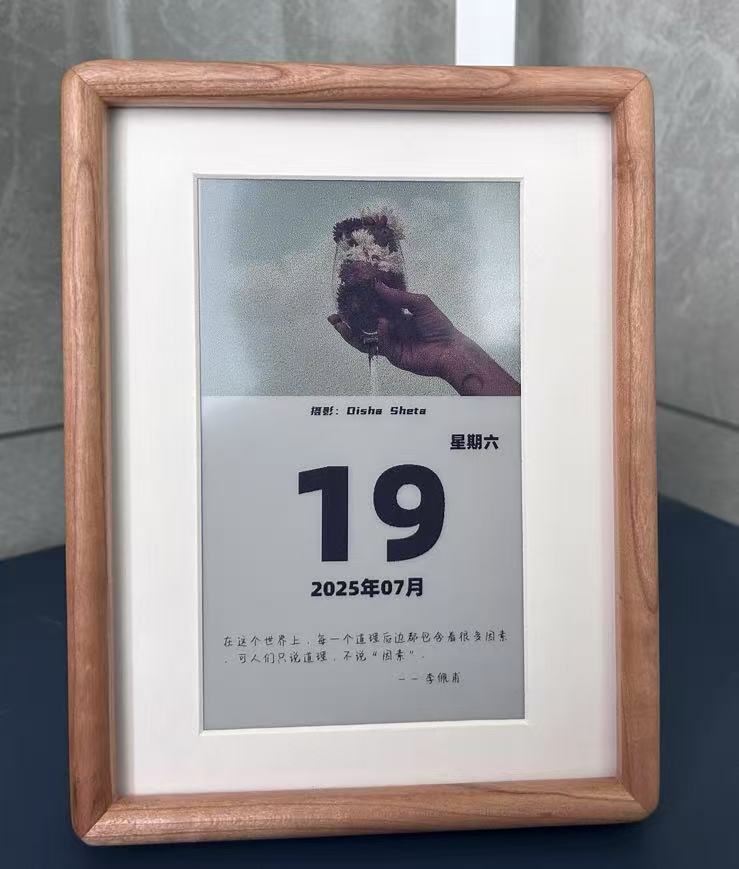 摄影: Disha Sheta
星期六
19
2025年07月
在这个世界上，每一个道理后边都包含着很多因素
，可人们只说道理，不说“因素”。
—— 李佩甫